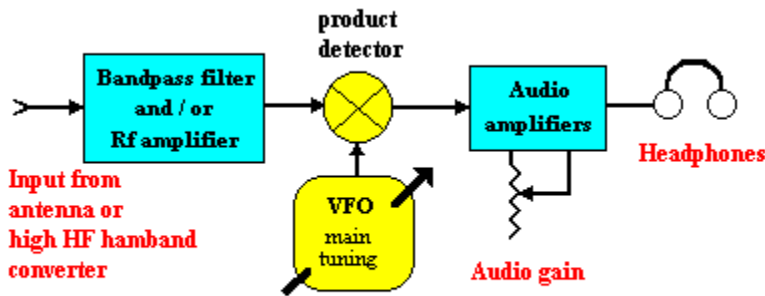 product
detector
Bandpass filter
and / or
Rf amplifier
Audio
amplifiers
Headphones
Input from
antenna or
high HF hamband
converter
VFO
main
tuning
Audio gain